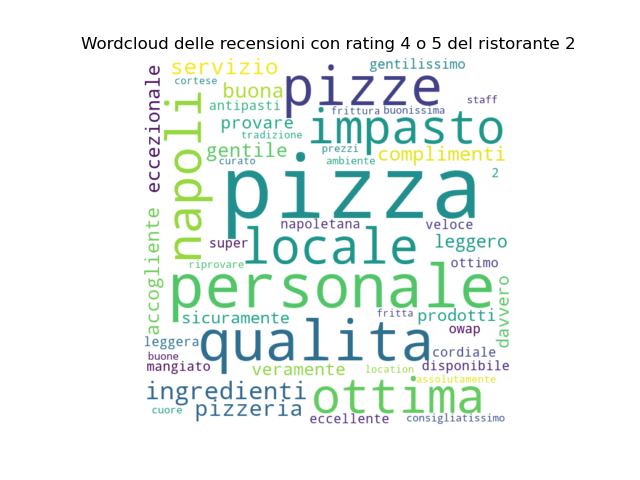 Wordcloud delle recensioni con rating 4 o 5 del ristorante 2
servizio
gentilissimo
eccezionale
cortese
buona
pizze
staff
antipasti
frittura
buonissima
napoli
provare
impasto
tradizione
gentile
prezzi
complimenti
curato
ambiente
2
pizza
accogliente
napoletana
veloce
super
locale
leggero
riprovare
ottimo
personale
davvero
sicuramente
fritta
prodotti
qualita
owap
leggera
cordiale
buone
mangiato
veramente
location
disponibile
assolutamente
ingredienti
ottima
cuore
pizzeria
eccellente
consigliatissimo